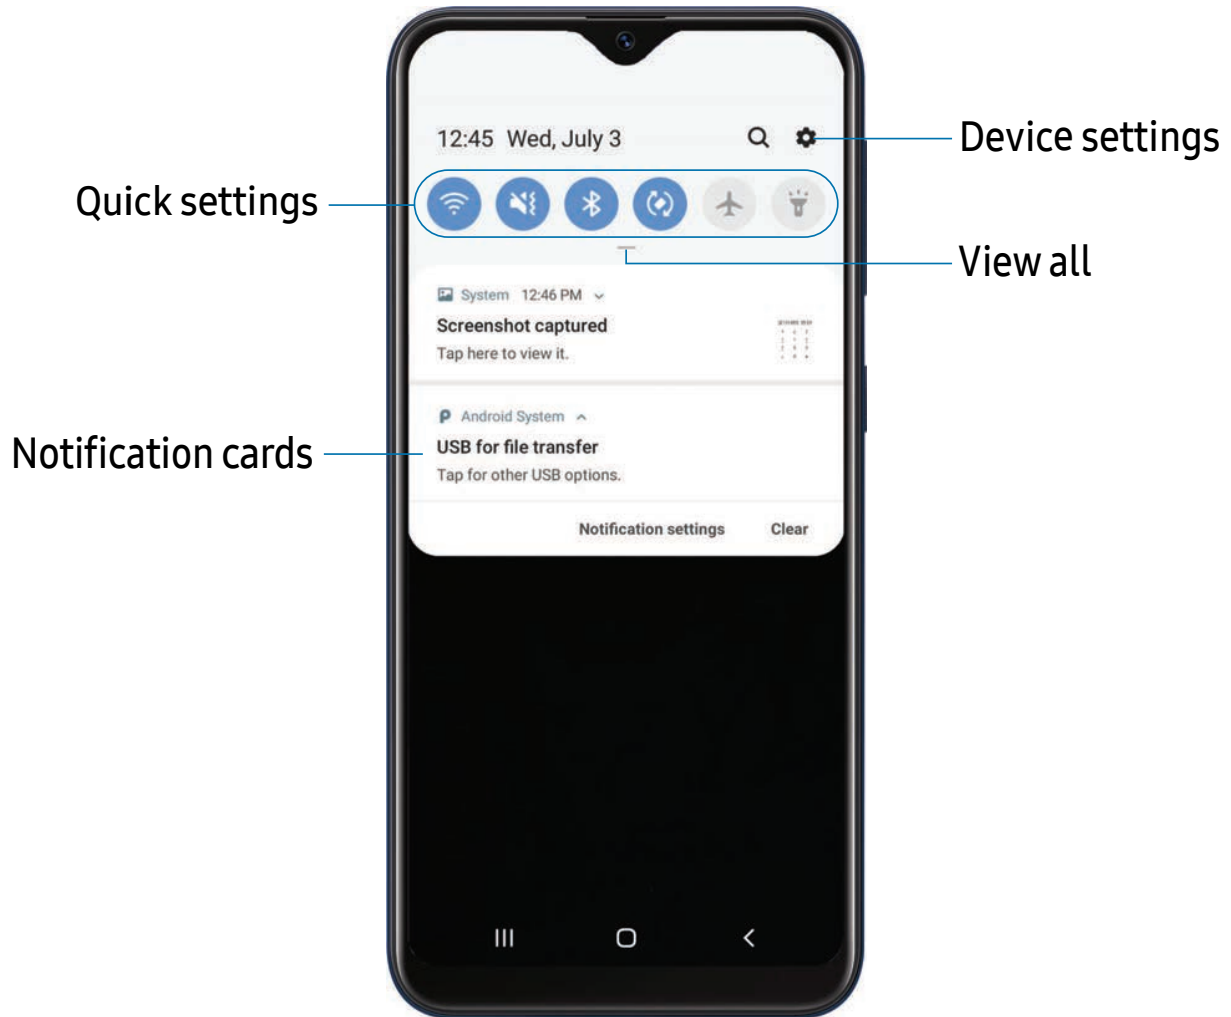 12:45 Wed, July 3
Device settings
Quick settings
View all
System 12:46 PM
Screenshot captured
Tap here to view it.
Android System
Notification cards
USB for file transfer
Tap for other USB options.
Notification settings Clear